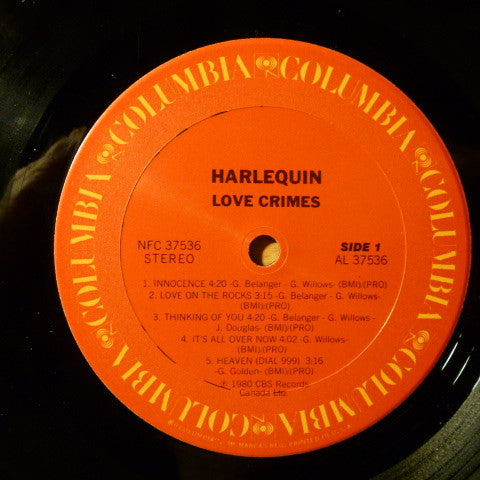 COLUMBIA COLUMBIA COLUMBIA COLUMBIA COLUMBIA COLUMBIA
HARLEQUIN
LOVE CRIMES
NFC 37536
STEREO
SIDE 1
AL 37536
1. INNOCENCE 4:20 -G. Belanger - G. Willows- (BMI)/(PRO)
2. LOVE ON THE ROCKS 3:15 -G. Belanger - G. Willows-
(BMI)/(PRO)
3. THINKING OF YOU 4:20 -G. Belanger - G. Willows -
J. Douglas- (BMI)/(PRO)
4. IT'S ALL OVER NOW 4:02 -G. Willows-
(BMI)/(PRO)
5. HEAVEN (DIAL 999) 3:16
-G. Golden- (BMI)/(PRO)
℗ 1980 CBS Records
Canada Ltd.